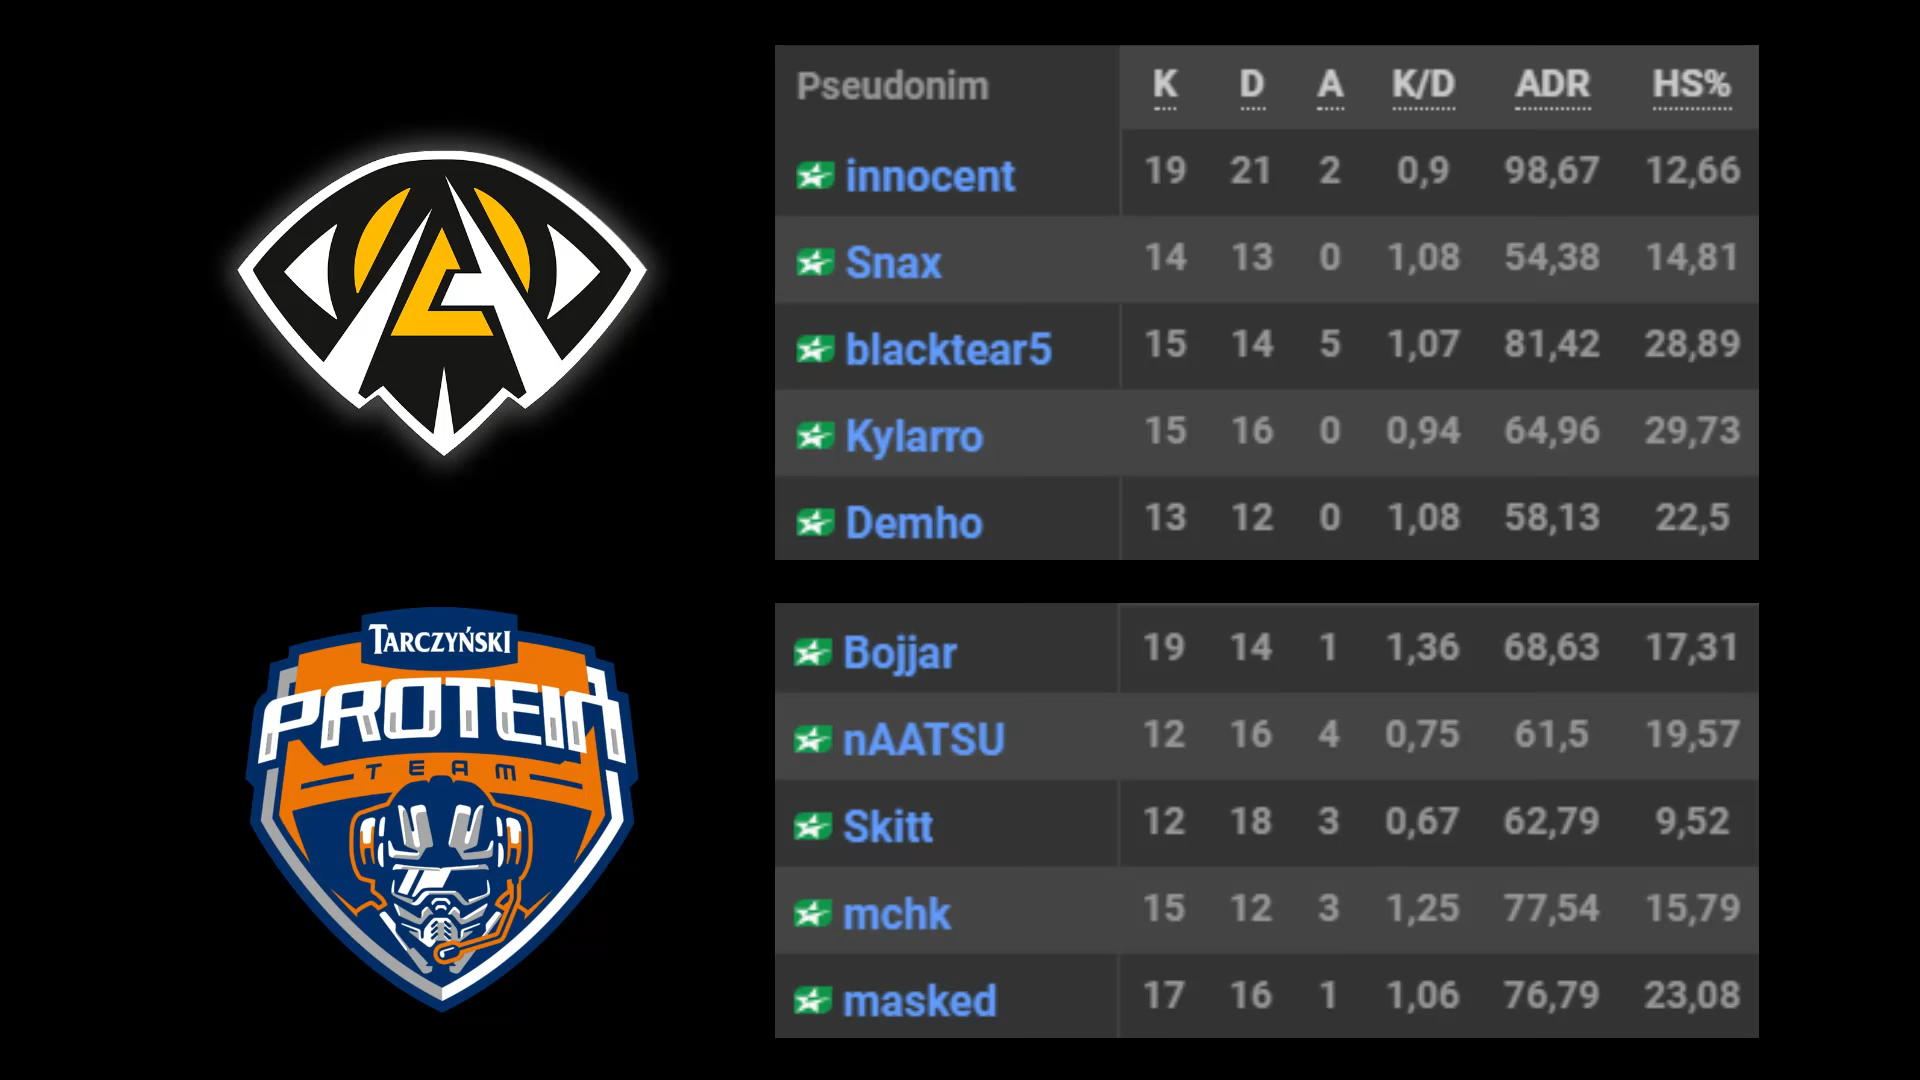 Pseudonim K D A K/D ADR HS%
innocent 19 21 2 0,9 98,67 12,66
Snax 14 13 0 1,08 54,38 14,81
blacktear5 15 14 5 1,07 81,42 28,89
Kylarro 15 16 0 0,94 64,96 29,73
Demho 13 12 0 1,08 58,13 22,5
TARCZYŃSKI
PROTEIN
TEAM
Bojjar 19 14 1 1,36 68,63 17,31
nAATSU 12 16 4 0,75 61,5 19,57
Skitt 12 18 3 0,67 62,79 9,52
mchk 15 12 3 1,25 77,54 15,79
masked 17 16 1 1,06 76,79 23,08